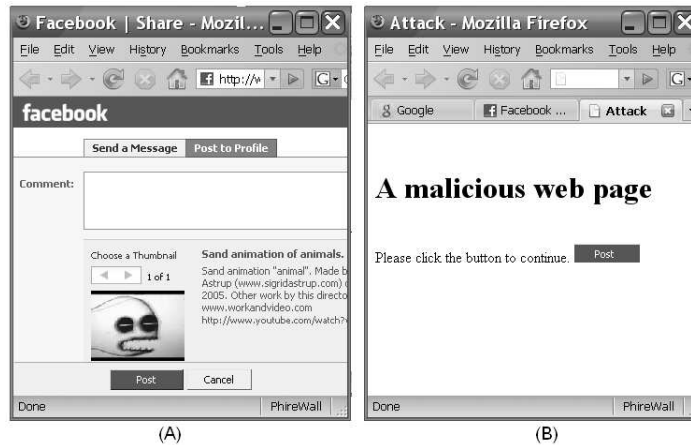 Facebook | Share - Mozil...
File Edit View History Bookmarks Tools Help
http://w
G
facebook
Send a Message Post to Profile
Comment:
Choose a Thumbnail
1 of 1
Sand animation of animals.
Sand animation "animal". Made b
Astrup (www.sigridastrup.com)
2005. Other work by this directo
www.workandvideo.com
http://www.youtube.com/watch?
Post Cancel
Done PhireWall
(A)
Attack - Mozilla Firefox
File Edit View History Bookmarks Tools Help
G
Google Facebook ... Attack
A malicious web page
Please click the button to continue. Post
Done PhireWall
(B)